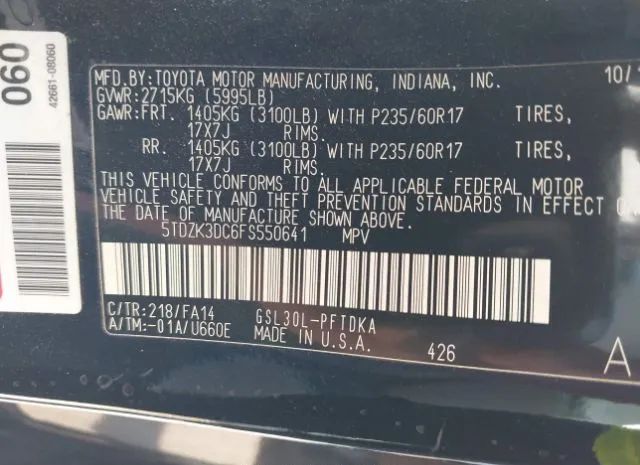 060
42661-08060
MFD.BY:TOYOTA MOTOR MANUFACTURING, INDIANA, INC. 10/
GVWR:2715KG (5995LB)
GAWR:FRT. 1405KG (3100LB) WITH P235/60R17 TIRES,
17X7J RIMS.
RR. 1405KG (3100LB) WITH P235/60R17 TIRES,
17X7J RIMS.
THIS VEHICLE CONFORMS TO ALL APPLICABLE FEDERAL MOTOR
VEHICLE SAFETY AND THEFT PREVENTION STANDARDS IN EFFECT
THE DATE OF MANUFACTURE SHOWN ABOVE.
5TDZK3DC6FS550641 MPV
C/TR:218/FA14 GSL30L-PFTDKA
A/TM:-01A/U660E MADE IN U.S.A.
426
A